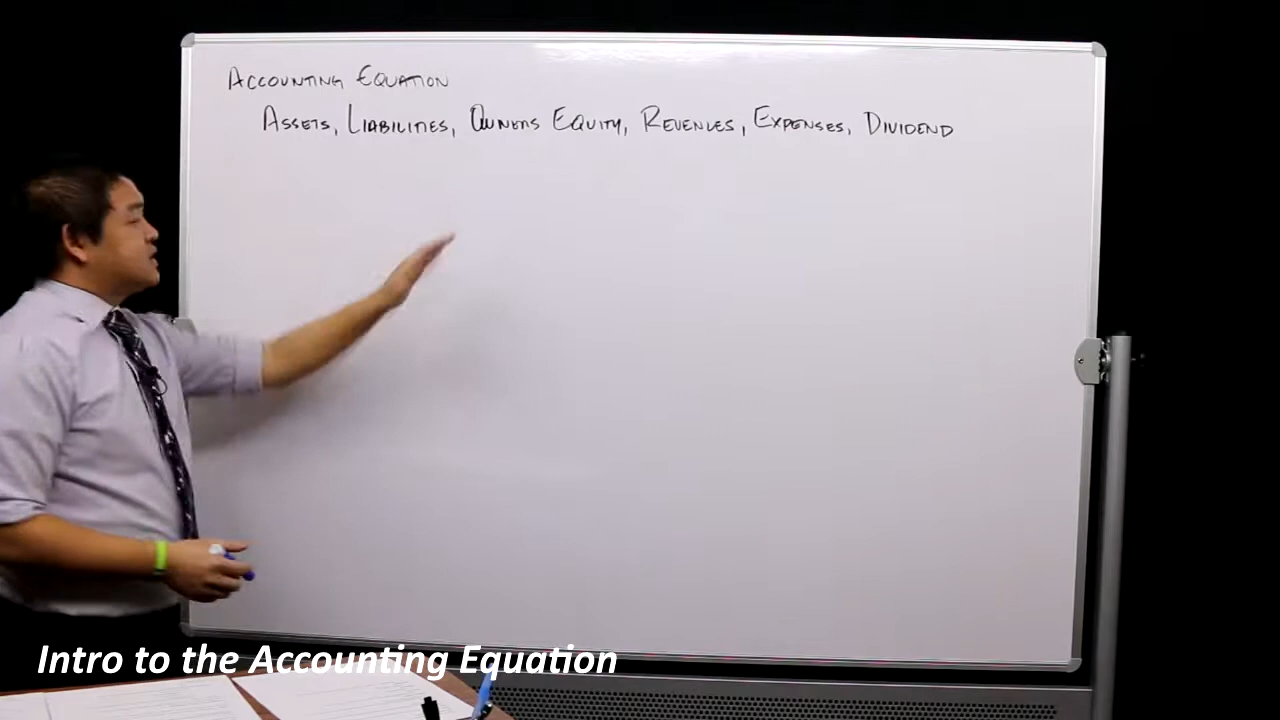 ACCOUNTING EQUATION
ASSETS, LIABILITIES, OWNERS EQUITY, REVENUES, EXPENSES, DIVIDEND
Intro to the Accounting Equation